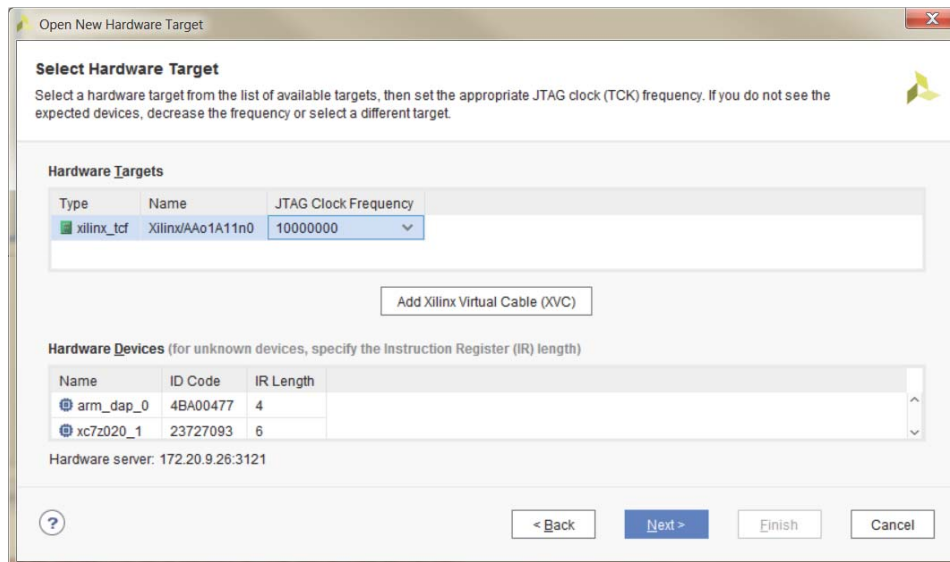 Open New Hardware Target
X
Select Hardware Target
Select a hardware target from the list of available targets, then set the appropriate JTAG clock (TCK) frequency. If you do not see the
expected devices, decrease the frequency or select a different target.
Hardware Targets
Type Name JTAG Clock Frequency
xilinx_tcf Xilinx/AAo1A11n0 10000000
Add Xilinx Virtual Cable (XVC)
Hardware Devices (for unknown devices, specify the Instruction Register (IR) length)
Name ID Code IR Length
arm_dap_0 4BA00477 4
xc7z020_1 23727093 6
Hardware server: 172.20.9.26:3121
? < Back Next > Finish Cancel